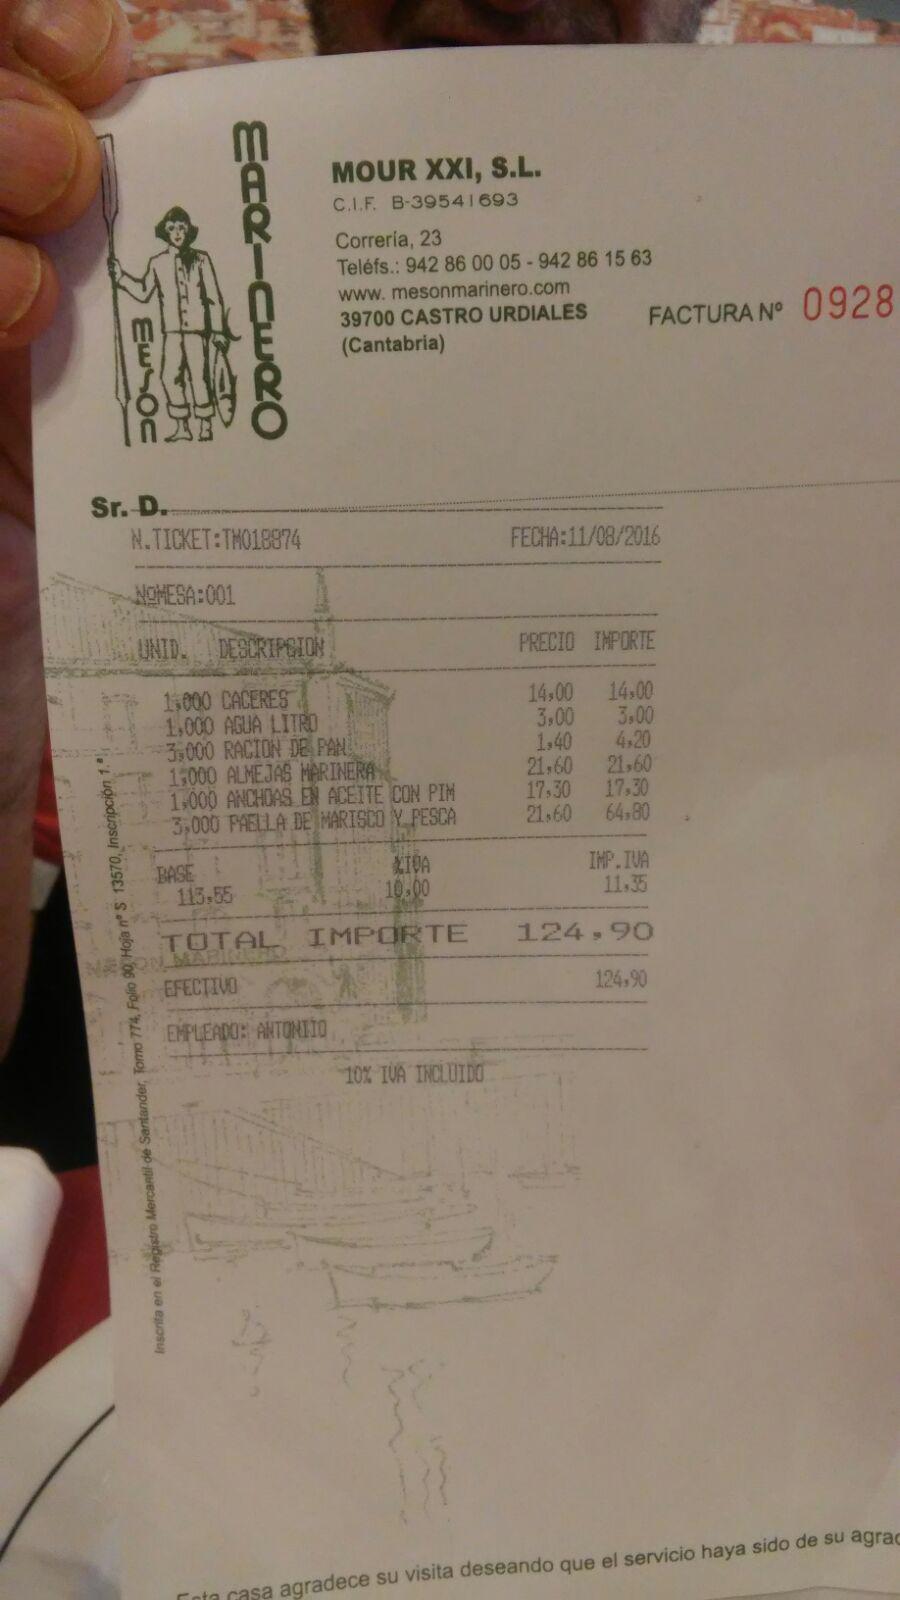 MESON
MARINERO
MOUR XXI, S.L.
C.I.F. B-39541693
Correría, 23
Teléfs.: 942 86 00 05 - 942 86 15 63
www. mesonmarinero.com
39700 CASTRO URDIALES
(Cantabria)
FACTURA Nº 0928
Sr. D.
N.TICKET:TM018874 FECHA:11/08/2016
NºMESA:001
UNID. DESCRIPCION PRECIO IMPORTE
1,000 CACERES 14,00 14,00
1,000 AGUA LITRO 3,00 3,00
3,000 RACION DE PAN 1,40 4,20
1,000 ALMEJAS MARINERA 21,60 21,60
1,000 ANCHOAS EN ACEITE CON PIM 17,30 17,30
3,000 PAELLA DE MARISCO Y PESCA 21,60 64,80
BASE %IVA IMP.IVA
113,55 10,00 11,35
TOTAL IMPORTE 124,90
MARINERO
EFECTIVO 124,90
EMPLEADO: ANTONIIO
10% IVA INCLUIDO
Inscrita en el Registro Mercantil de Santander, Tomo 774, Folio 90, Hoja nº S 13570, Inscripción 1.ª
Esta casa agradece su visita deseando que el servicio haya sido de su agrad